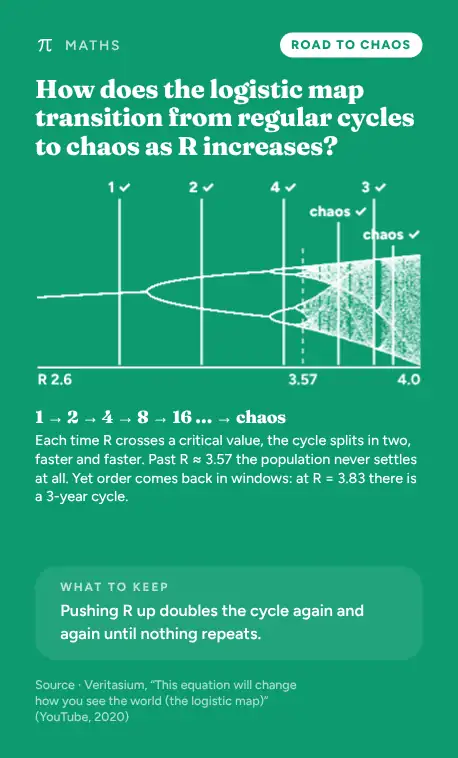 π MATHS
ROAD TO CHAOS
How does the logistic map
transition from regular cycles
to chaos as R increases?
1 ✓ 2 ✓ 4 ✓ 3 ✓
chaos ✓
chaos ✓
R 2.6 3.57 4.0
1 → 2 → 4 → 8 → 16 ... → chaos
Each time R crosses a critical value, the cycle splits in two,
faster and faster. Past R ≈ 3.57 the population never settles
at all. Yet order comes back in windows: at R = 3.83 there is
a 3-year cycle.
WHAT TO KEEP
Pushing R up doubles the cycle again and
again until nothing repeats.
Source · Veritasium, “This equation will change
how you see the world (the logistic map)”
(YouTube, 2020)